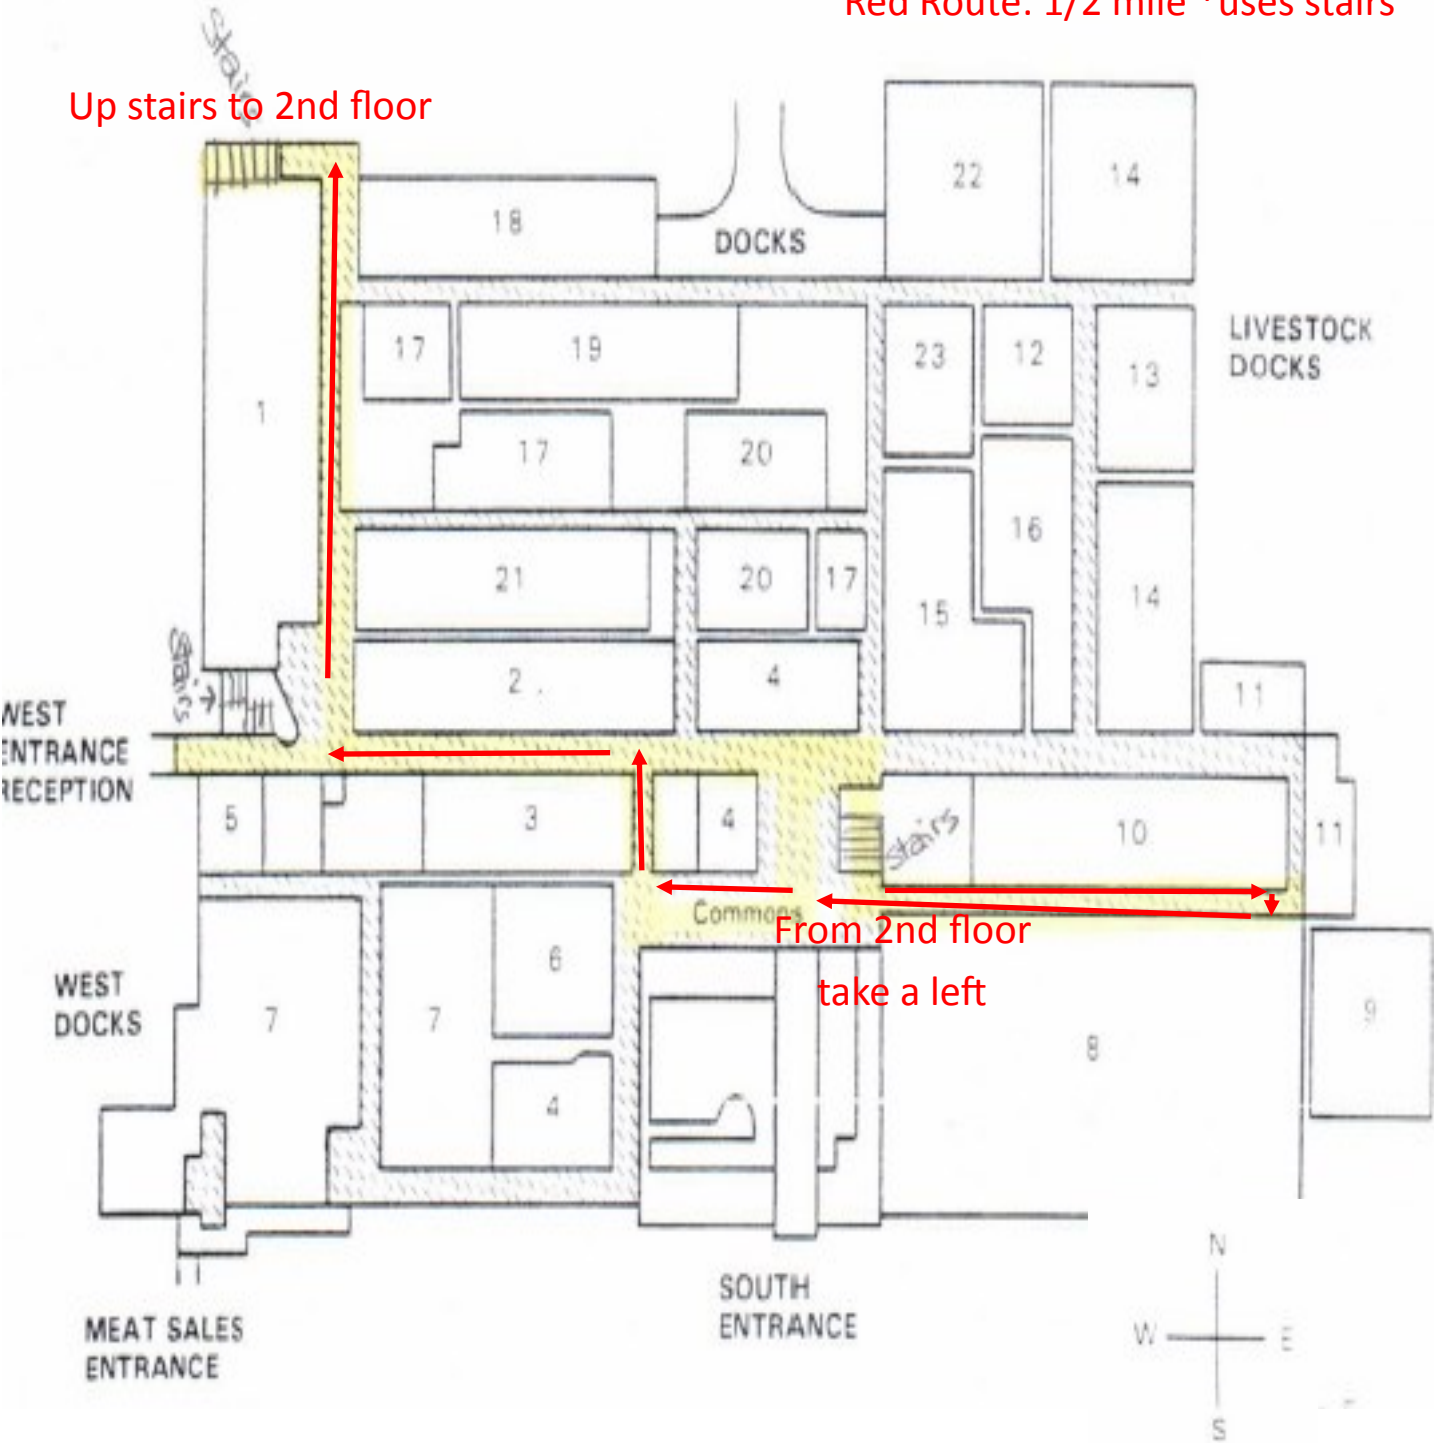 Red Route: 1/2 mile *uses stairs
Stairs
Up stairs to 2nd floor
22
14
18
DOCKS
LIVESTOCK
DOCKS
17
19
23
12
13
1
17
20
16
21
20
17
15
14
Stairs
2 .
4
11
WEST
ENTRANCE
RECEPTION
5
3
4
stairs
10
11
Commons
From 2nd floor
take a left
WEST
DOCKS
7
7
6
8
9
4
MEAT SALES
ENTRANCE
SOUTH
ENTRANCE
N
W
E
S